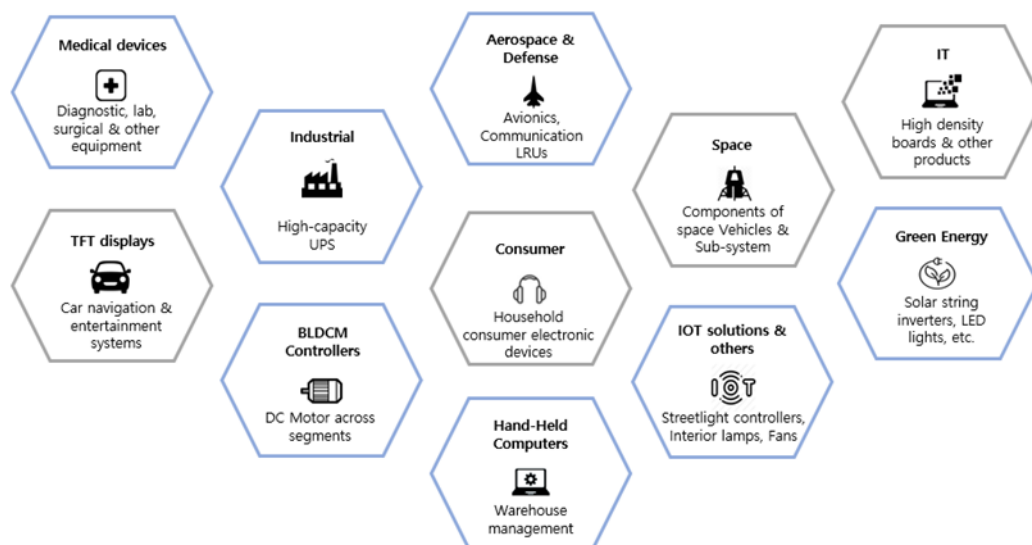 Medical devices
Diagnostic, lab,
surgical & other
equipment
Aerospace &
Defense
Avionics,
Communication
LRUs
IT
High density
boards & other
products
Industrial
High-capacity
UPS
Space
Components of
space Vehicles &
Sub-system
TFT displays
Car navigation &
entertainment
systems
Consumer
Household
consumer electronic
devices
Green Energy
Solar string
inverters, LED
lights, etc.
BLDCM
Controllers
DC Motor across
segments
IOT solutions &
others
IOT
Streetlight controllers,
Interior lamps, Fans
Hand-Held
Computers
Warehouse
management